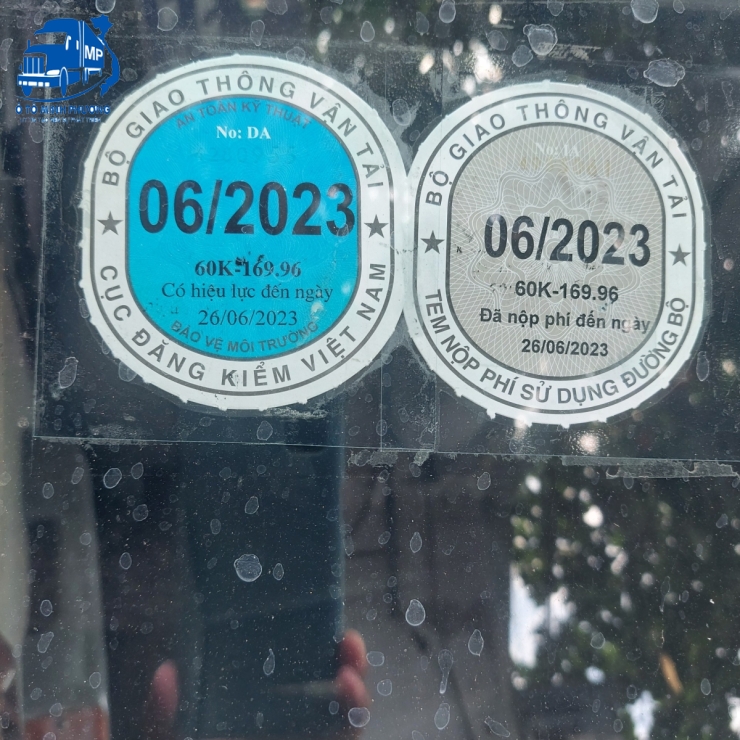 MP
BỘ GIAO THÔNG VẬN TẢI
AN TOÀN KỸ THUẬT
No: DA
06/2023
60K-169.96
Có hiệu lực đến ngày
26/06/2023
BẢO VỆ MÔI TRƯỜNG
CỤC ĐĂNG KIỂM VIỆT NAM
BỘ GIAO THÔNG VẬN TẢI
06/2023
60K-169.96
Đã nộp phí đến ngày
26/06/2023
TEM NỘP PHÍ SỬ DỤNG ĐƯỜNG BỘ